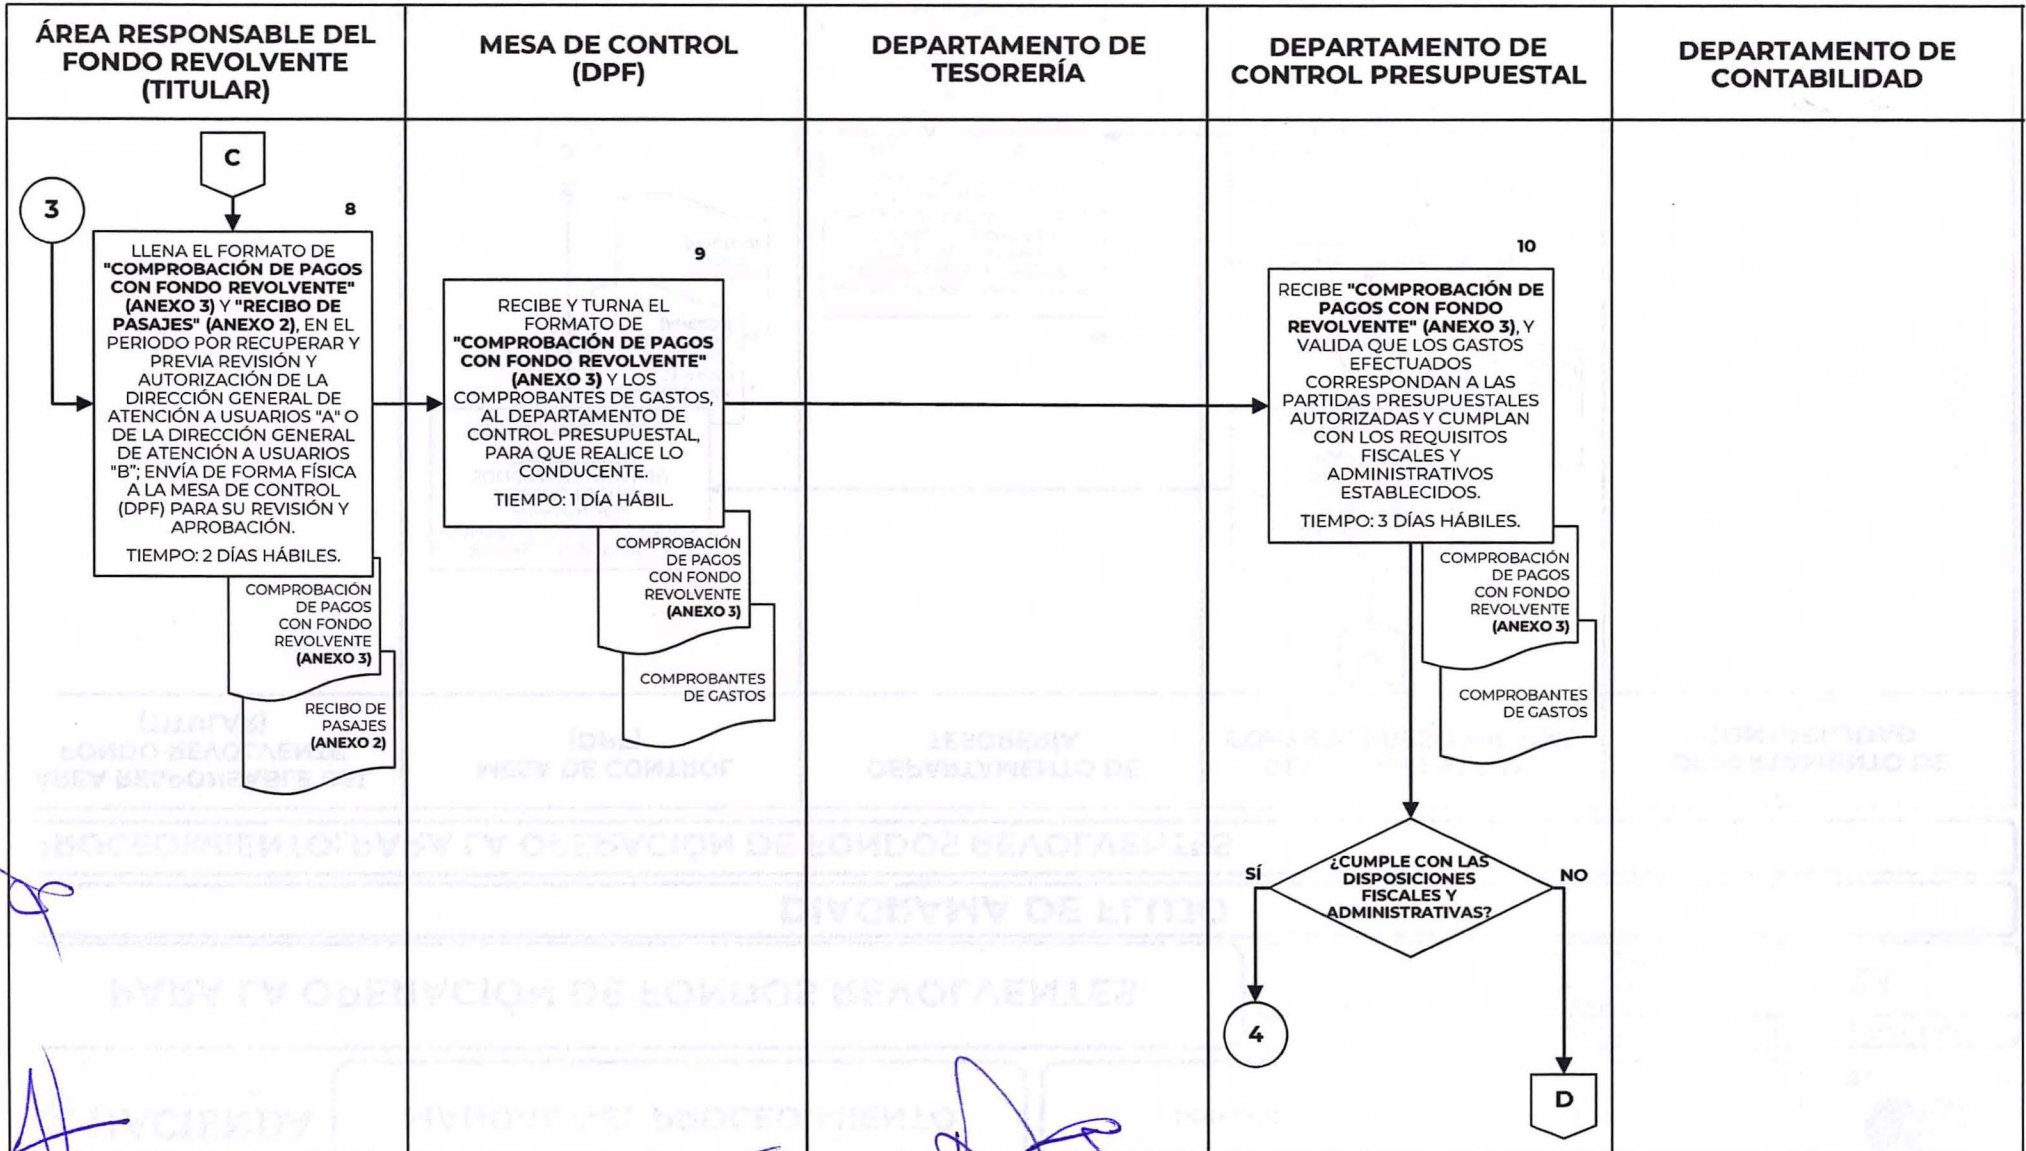 ÁREA RESPONSABLE DEL
FONDO REVOLVENTE
(TITULAR)
MESA DE CONTROL
(DPF)
DEPARTAMENTO DE
TESORERÍA
DEPARTAMENTO DE
CONTROL PRESUPUESTAL
DEPARTAMENTO DE
CONTABILIDAD
C
3
8
LLENA EL FORMATO DE
"COMPROBACIÓN DE PAGOS
CON FONDO REVOLVENTE"
(ANEXO 3) Y "RECIBO DE
PASAJES" (ANEXO 2), EN EL
PERIODO POR RECUPERAR Y
PREVIA REVISIÓN Y
AUTORIZACIÓN DE LA
DIRECCIÓN GENERAL DE
ATENCIÓN A USUARIOS "A" O
DE LA DIRECCIÓN GENERAL
DE ATENCIÓN A USUARIOS
"B"; ENVÍA DE FORMA FÍSICA
A LA MESA DE CONTROL
(DPF) PARA SU REVISIÓN Y
APROBACIÓN.
TIEMPO: 2 DÍAS HÁBILES.
COMPROBACIÓN
DE PAGOS
CON FONDO
REVOLVENTE
(ANEXO 3)
RECIBO DE
PASAJES
(ANEXO 2)
9
RECIBE Y TURNA EL
FORMATO DE
"COMPROBACIÓN DE PAGOS
CON FONDO REVOLVENTE"
(ANEXO 3) Y LOS
COMPROBANTES DE GASTOS,
AL DEPARTAMENTO DE
CONTROL PRESUPUESTAL,
PARA QUE REALICE LO
CONDUCENTE.
TIEMPO: 1 DÍA HÁBIL.
COMPROBACIÓN
DE PAGOS
CON FONDO
REVOLVENTE
(ANEXO 3)
COMPROBANTES
DE GASTOS
10
RECIBE "COMPROBACIÓN DE
PAGOS CON FONDO
REVOLVENTE" (ANEXO 3), Y
VALIDA QUE LOS GASTOS
EFECTUADOS
CORRESPONDAN A LAS
PARTIDAS PRESUPUESTALES
AUTORIZADAS Y CUMPLAN
CON LOS REQUISITOS
FISCALES Y
ADMINISTRATIVOS
ESTABLECIDOS.
TIEMPO: 3 DÍAS HÁBILES.
COMPROBACIÓN
DE PAGOS
CON FONDO
REVOLVENTE
(ANEXO 3)
COMPROBANTES
DE GASTOS
¿CUMPLE CON LAS
DISPOSICIONES
FISCALES Y
ADMINISTRATIVAS?
SÍ
NO
4
D